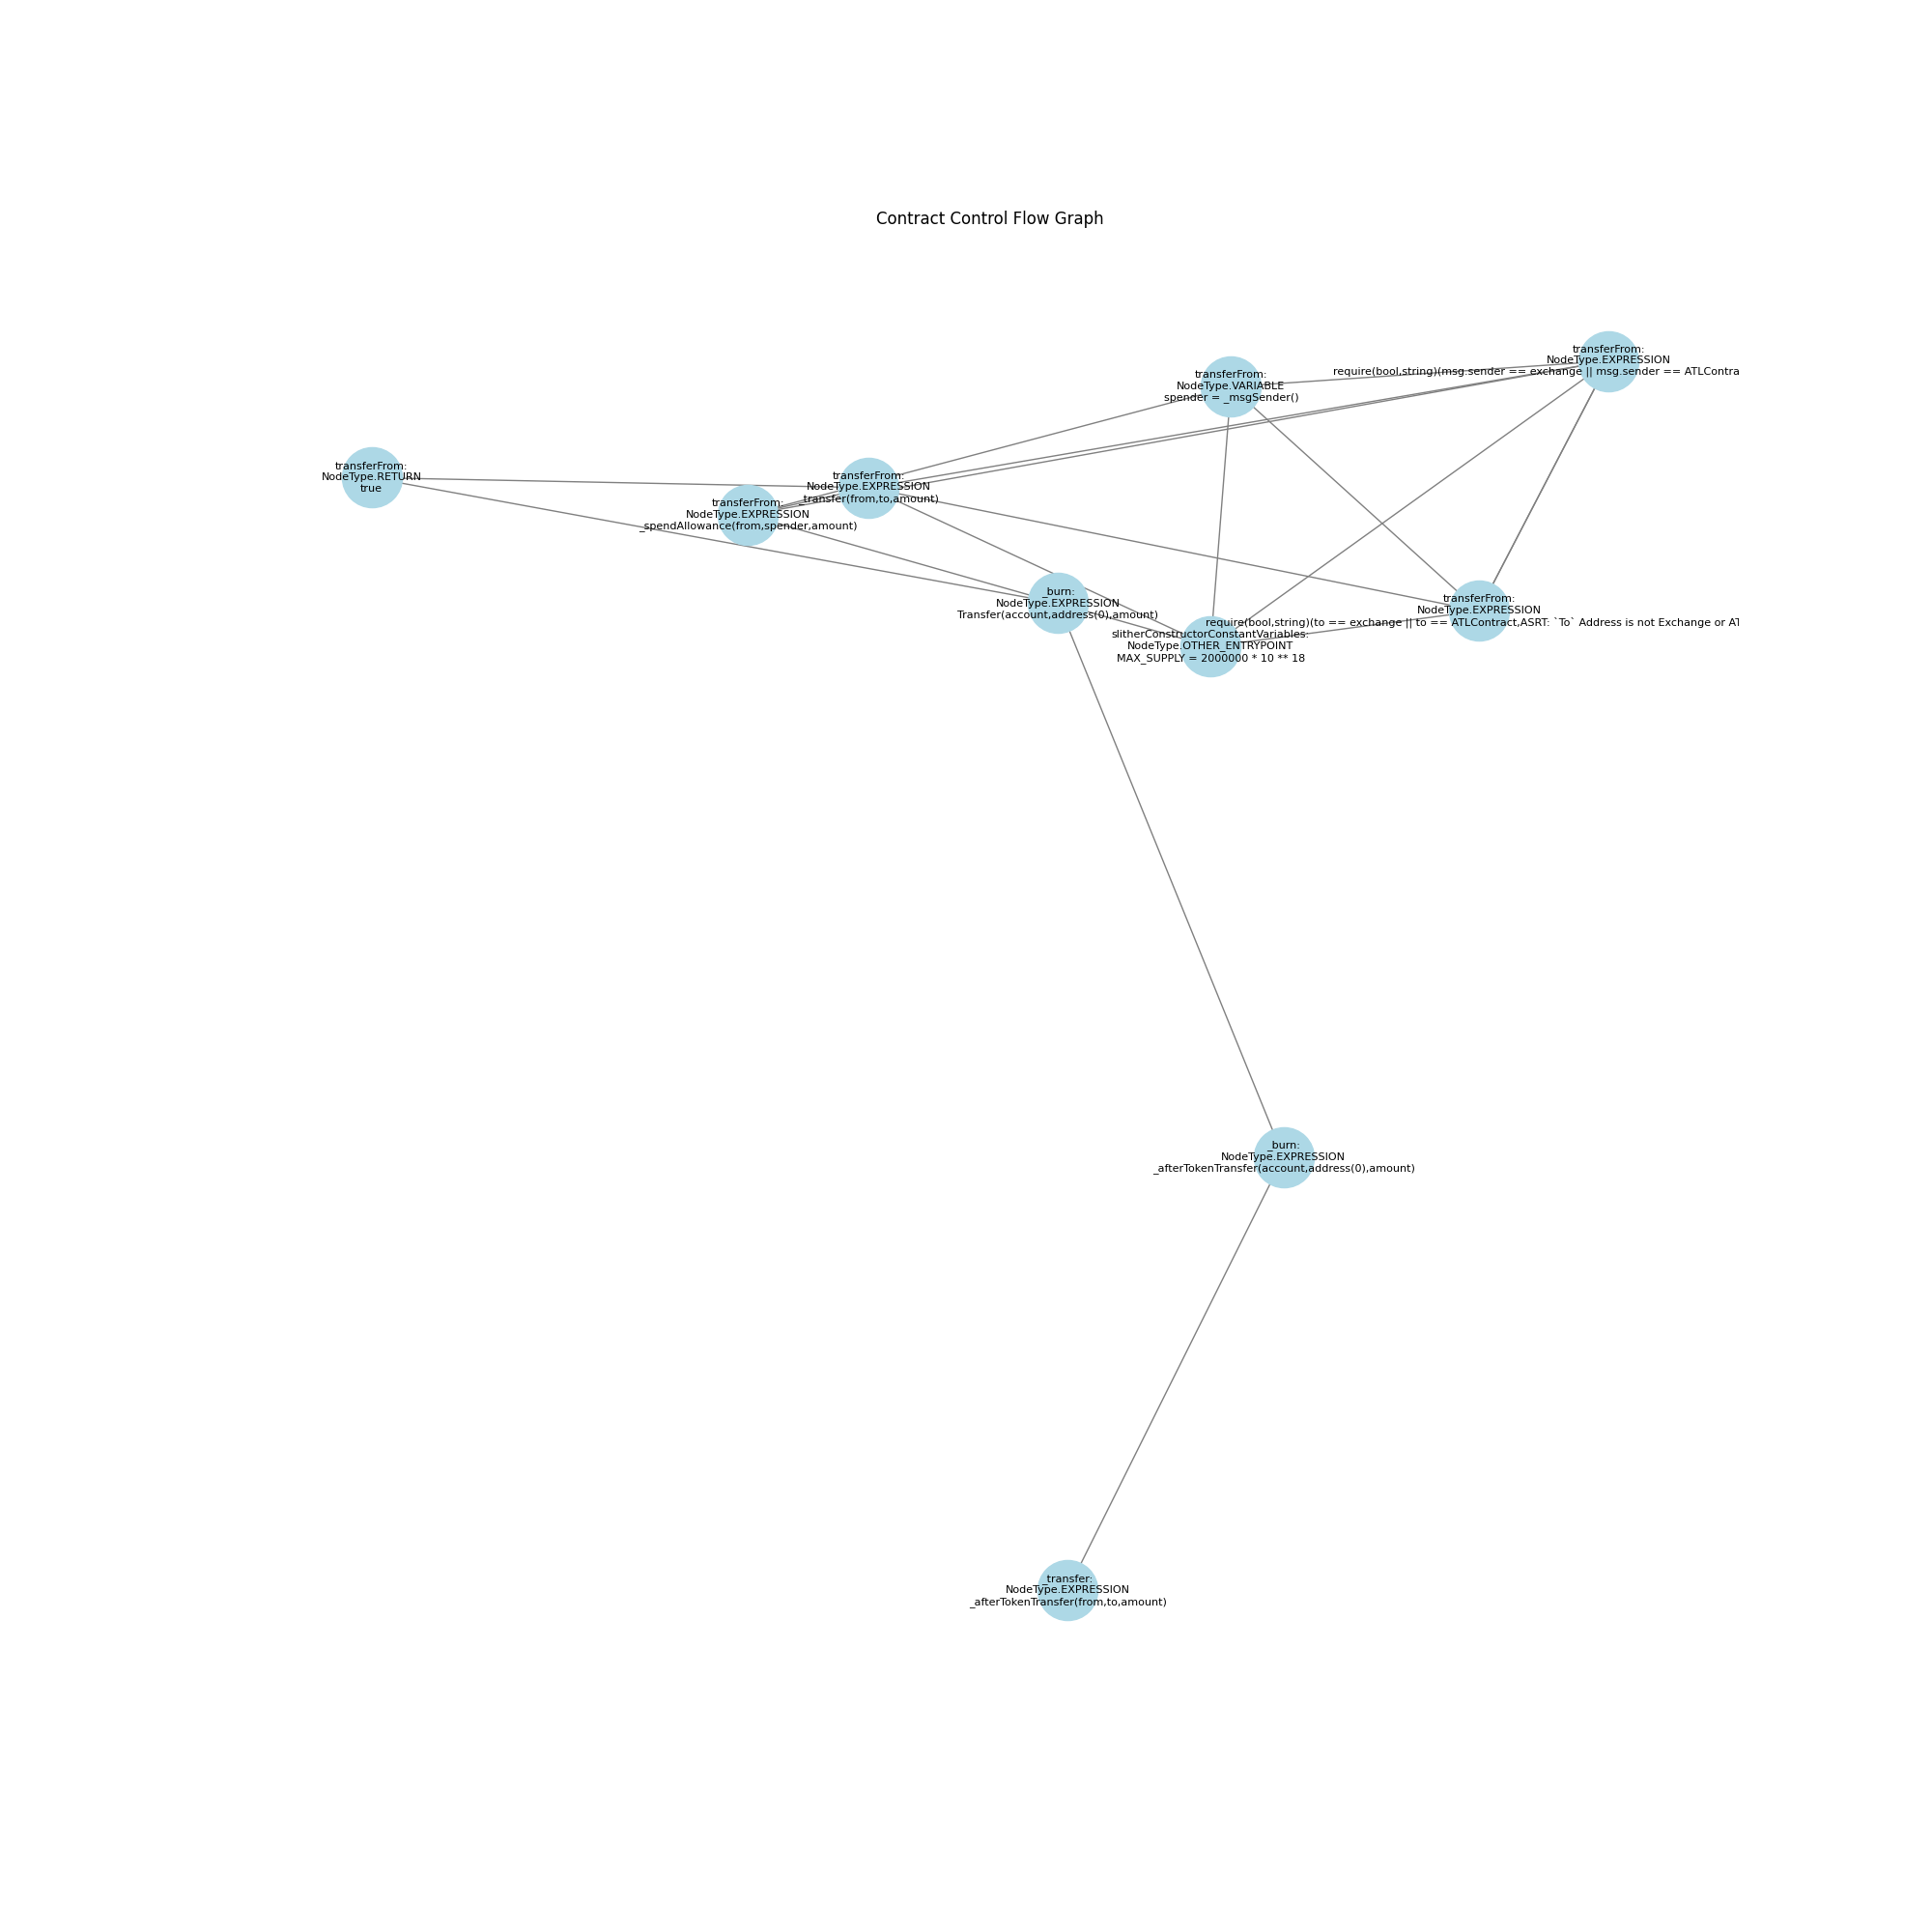 Contract Control Flow Graph
transferFrom:
NodeType.EXPRESSION
require(bool,string)(msg.sender == exchange || msg.sender == ATLContra
transferFrom:
NodeType.VARIABLE
spender = _msgSender()
transferFrom:
NodeType.RETURN
true
transferFrom:
NodeType.EXPRESSION
_transfer(from,to,amount)
transferFrom:
NodeType.EXPRESSION
_spendAllowance(from,spender,amount)
_burn:
NodeType.EXPRESSION
Transfer(account,address(0),amount)
transferFrom:
NodeType.EXPRESSION
require(bool,string)(to == exchange || to == ATLContract,ASRT: `To` Address is not Exchange or AT
slitherConstructorConstantVariables:
NodeType.OTHER_ENTRYPOINT
MAX_SUPPLY = 2000000 * 10 ** 18
_burn:
NodeType.EXPRESSION
_afterTokenTransfer(account,address(0),amount)
_transfer:
NodeType.EXPRESSION
_afterTokenTransfer(from,to,amount)